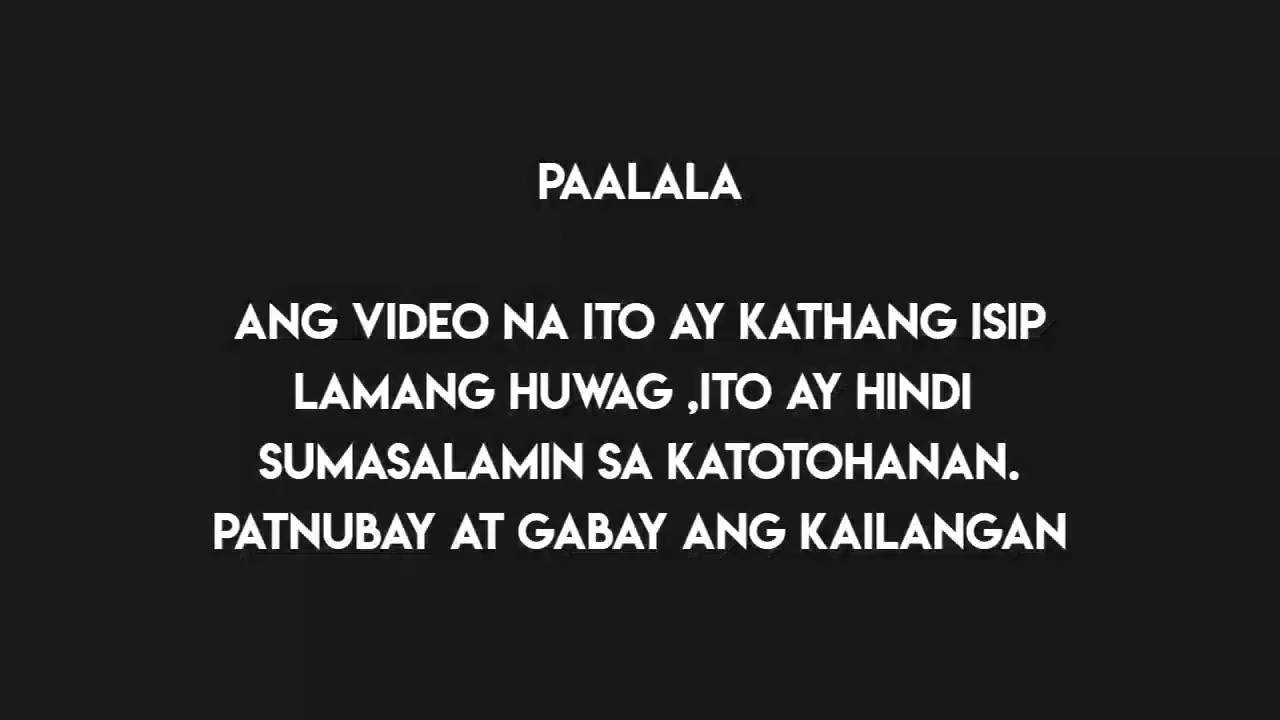 PAALALA
ANG VIDEO NA ITO AY KATHANG ISIP
LAMANG HUWAG ,ITO AY HINDI
SUMASALAMIN SA KATOTOHANAN.
PATNUBAY AT GABAY ANG KAILANGAN